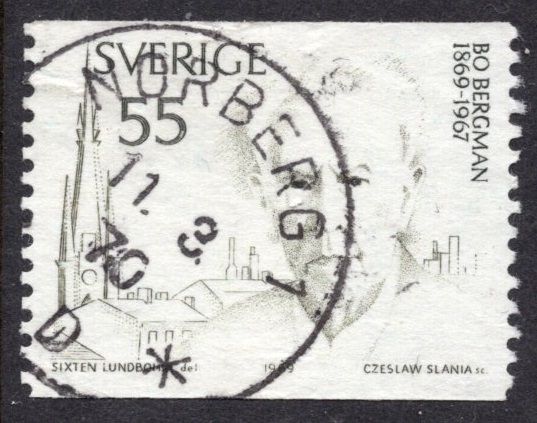 SVERIGE
55
BO BERGMAN
1869-1967
NORBERG 1
11. 3.
70
D
*
SIXTEN LUNDBOHM del
1969
CZESLAW SLANIA sc.